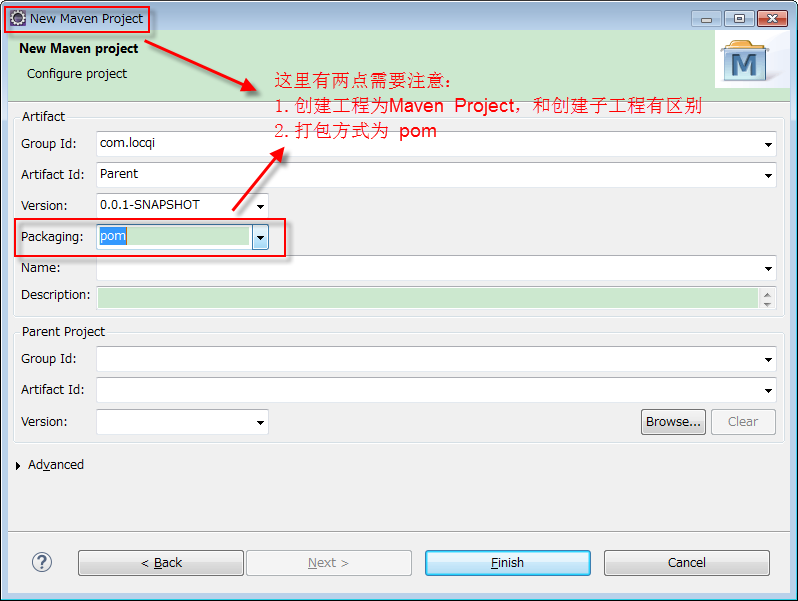 New Maven Project
New Maven project
Configure project
M
这里有两点需要注意:
1. 创建工程为Maven Project，和创建子工程有区别
2. 打包方式为 pom
Artifact
Group Id: com.locqi
Artifact Id: Parent
Version: 0.0.1-SNAPSHOT
Packaging: pom
Name:
Description:
Parent Project
Group Id:
Artifact Id:
Version:
Browse... Clear
Advanced
? < Back Next > Finish Cancel